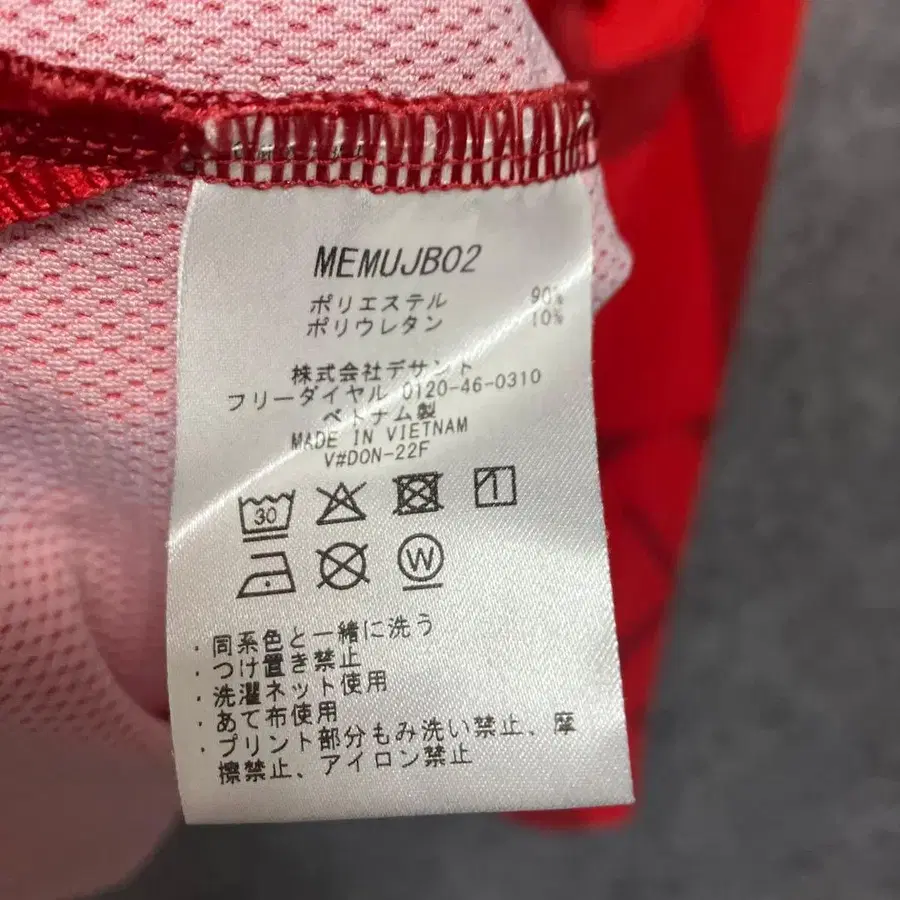 MEMUJB02
ポリエステル 90%
ポリウレタン 10%
株式会社デサント
フリーダイヤル 0120-46-0310
ベトナム製
MADE IN VIETNAM
V#DON-22F
30
W
・同系色と一緒に洗う
・つけ置き禁止
・洗濯ネット使用
・あて布使用
・プリント部分もみ洗い禁止、摩
擦禁止、アイロン禁止